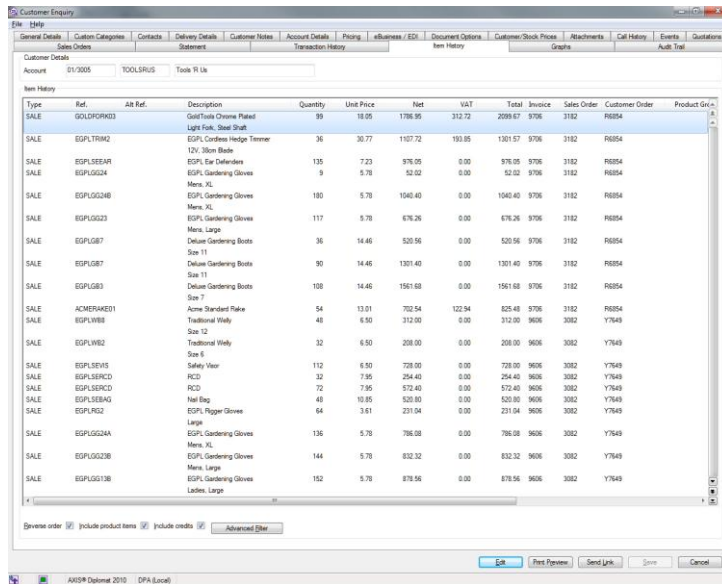 Customer Enquiry
File Help
General Details Custom Categories Contacts Delivery Details Customer Notes Account Details Pricing eBusiness / EDI Document Options Customer/Stock Prices Attachments Call History Events Quotations
Sales Orders Statement Transaction History Item History Graphs Audit Trail
Customer Details
Account 01/3005 TOOLSRUS Tools 'R Us
Item History
Type Ref. Alt Ref. Description Quantity Unit Price Net VAT Total Invoice Sales Order Customer Order Product Gro
SALE GOLDFORK03 GoldTools Chrome Plated 99 18.05 1786.95 312.72 2099.67 9706 3182 R6854
Light Fork, Steel Shaft
SALE EGPLTRIM2 EGPL Cordless Hedge Trimmer 36 30.77 1107.72 193.85 1301.57 9706 3182 R6854
12V, 38cm Blade
SALE EGPLSEEAR EGPL Ear Defenders 135 7.23 976.05 0.00 976.05 9706 3182 R6854
SALE EGPLGG24 EGPL Gardening Gloves 9 5.78 52.02 0.00 52.02 9706 3182 R6854
Mens, XL
SALE EGPLGG24B EGPL Gardening Gloves 180 5.78 1040.40 0.00 1040.40 9706 3182 R6854
Mens, XL
SALE EGPLGG23 EGPL Gardening Gloves 117 5.78 676.26 0.00 676.26 9706 3182 R6854
Mens, Large
SALE EGPLGB7 Deluxe Gardening Boots 36 14.46 520.56 0.00 520.56 9706 3182 R6854
Size 11
SALE EGPLGB7 Deluxe Gardening Boots 90 14.46 1301.40 0.00 1301.40 9706 3182 R6854
Size 11
SALE EGPLGB3 Deluxe Gardening Boots 108 14.46 1561.68 0.00 1561.68 9706 3182 R6854
Size 7
SALE ACMERAKE01 Acme Standard Rake 54 13.01 702.54 122.94 825.48 9706 3182 R6854
SALE EGPLWB8 Traditional Welly 48 6.50 312.00 0.00 312.00 9606 3082 Y7649
Size 12
SALE EGPLWB2 Traditional Welly 32 6.50 208.00 0.00 208.00 9606 3082 Y7649
Size 6
SALE EGPLSEVIS Safety Visor 112 6.50 728.00 0.00 728.00 9606 3082 Y7649
SALE EGPLSERCD RCD 32 7.95 254.40 0.00 254.40 9606 3082 Y7649
SALE EGPLSERCD RCD 72 7.95 572.40 0.00 572.40 9606 3082 Y7649
SALE EGPLSEBAG Nail Bag 48 10.85 520.80 0.00 520.80 9606 3082 Y7649
SALE EGPLRG2 EGPL Rigger Gloves 64 3.61 231.04 0.00 231.04 9606 3082 Y7649
Large
SALE EGPLGG24A EGPL Gardening Gloves 136 5.78 786.08 0.00 786.08 9606 3082 Y7649
Mens, XL
SALE EGPLGG23B EGPL Gardening Gloves 144 5.78 832.32 0.00 832.32 9606 3082 Y7649
Mens, Large
SALE EGPLGG13B EGPL Gardening Gloves 152 5.78 878.56 0.00 878.56 9606 3082 Y7649
Ladies, Large
Reverse order Include product items Include credits Advanced Filter
Edit Print Preview Send Link Save Cancel
AXIS® Diplomat 2010 DPA (Local)